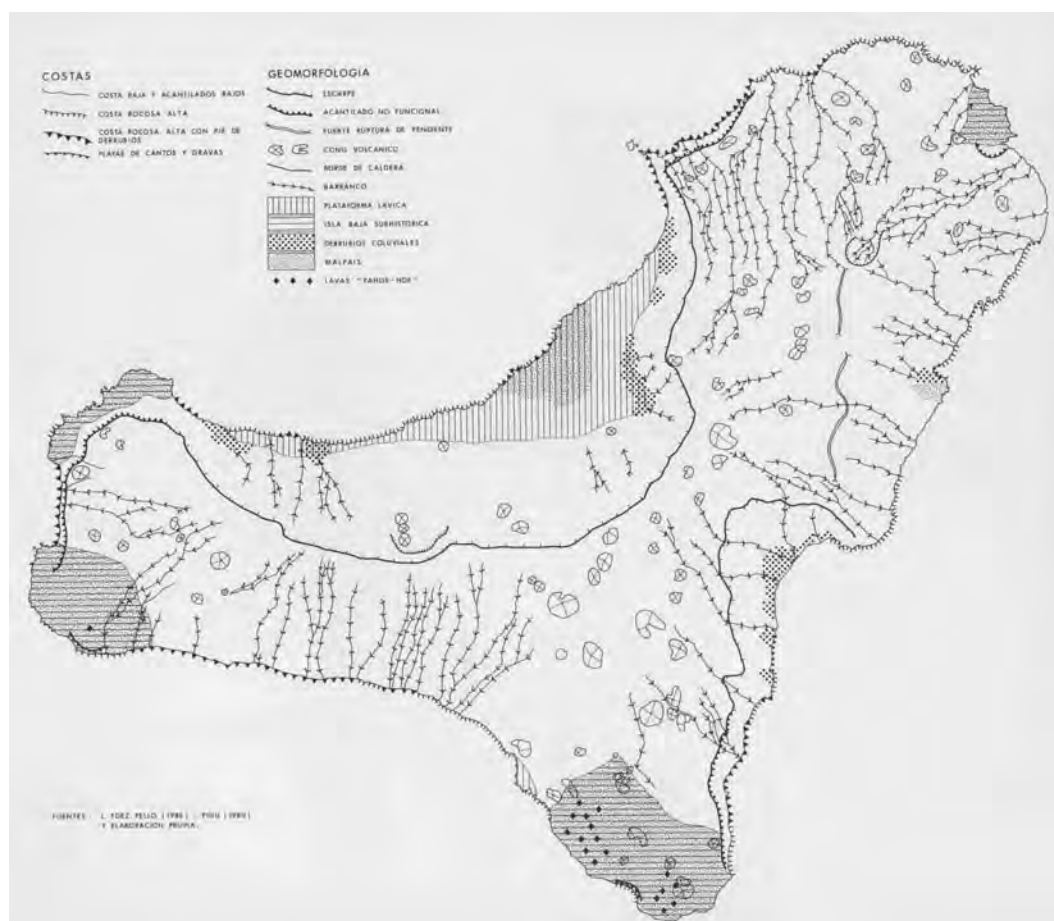 COSTAS
COSTA BAJA Y ACANTILADOS BAJOS
COSTA ROCOSA ALTA
COSTA ROCOSA ALTA CON PIE DE
DERRUBIOS
PLAYAS DE CANTOS Y GRAVAS
GEOMORFOLOGIA
ESCARPE
ACANTILADO NO FUNCIONAL
FUERTE RUPTURA DE PENDIENTE
CONO VOLCANICO
BORDE DE CALDERA
BARRANCO
PLATAFORMA LAVICA
ISLA BAJA SUBHISTORICA
DERRUBIOS COLUVIALES
MALPAIS
LAVAS "PAHOE-HOE"
FUENTES
Y ELABORACION PROPIA.